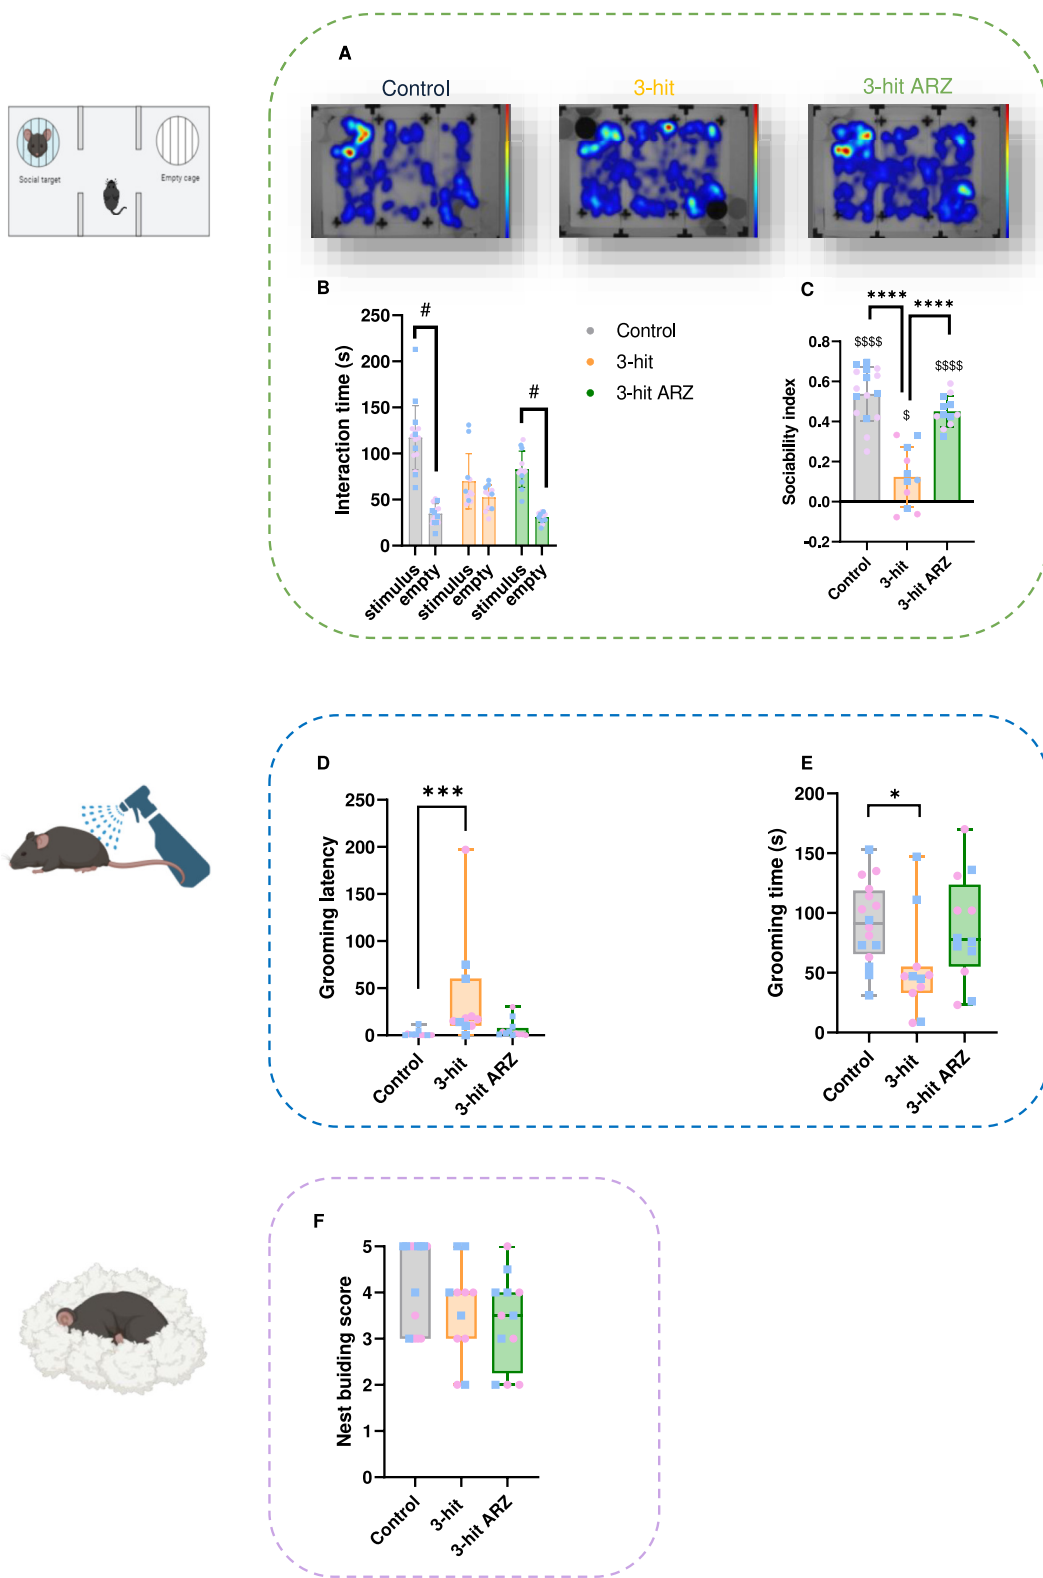 A
Control
3-hit
3-hit ARZ
Social target
Empty cage
B
#
#
250
200
150
100
50
0
Interaction time (s)
stimulus
empty
stimulus
empty
stimulus
empty
Control
3-hit
3-hit ARZ
C
****
****
$$$$
$
$$$$
0.8
0.6
0.4
0.2
0.0
-0.2
Sociability index
Control
3-hit
3-hit ARZ
D
***
250
200
150
100
50
0
Grooming latency
Control
3-hit
3-hit ARZ
E
*
200
150
100
50
0
Grooming time (s)
Control
3-hit
3-hit ARZ
F
5
4
3
2
1
0
Nest buiding score
Control
3-hit
3-hit ARZ